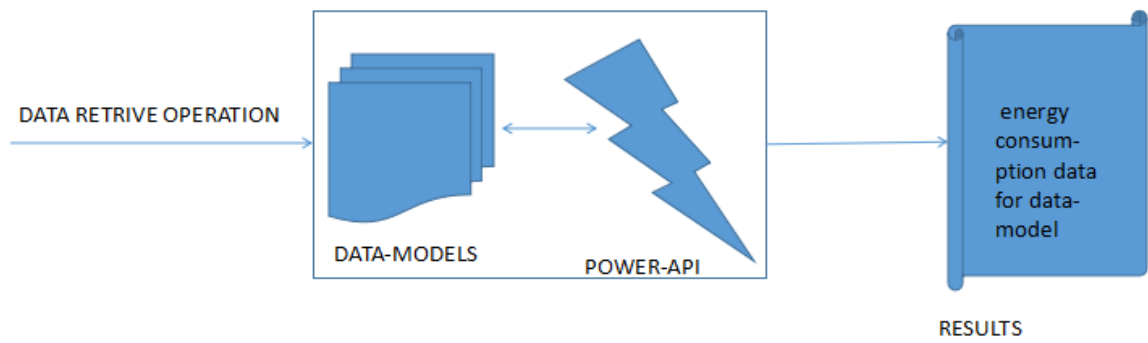 DATA RETRIVE OPERATION
DATA-MODELS
POWER-API
energy
consum-
ption data
for data-
model
RESULTS